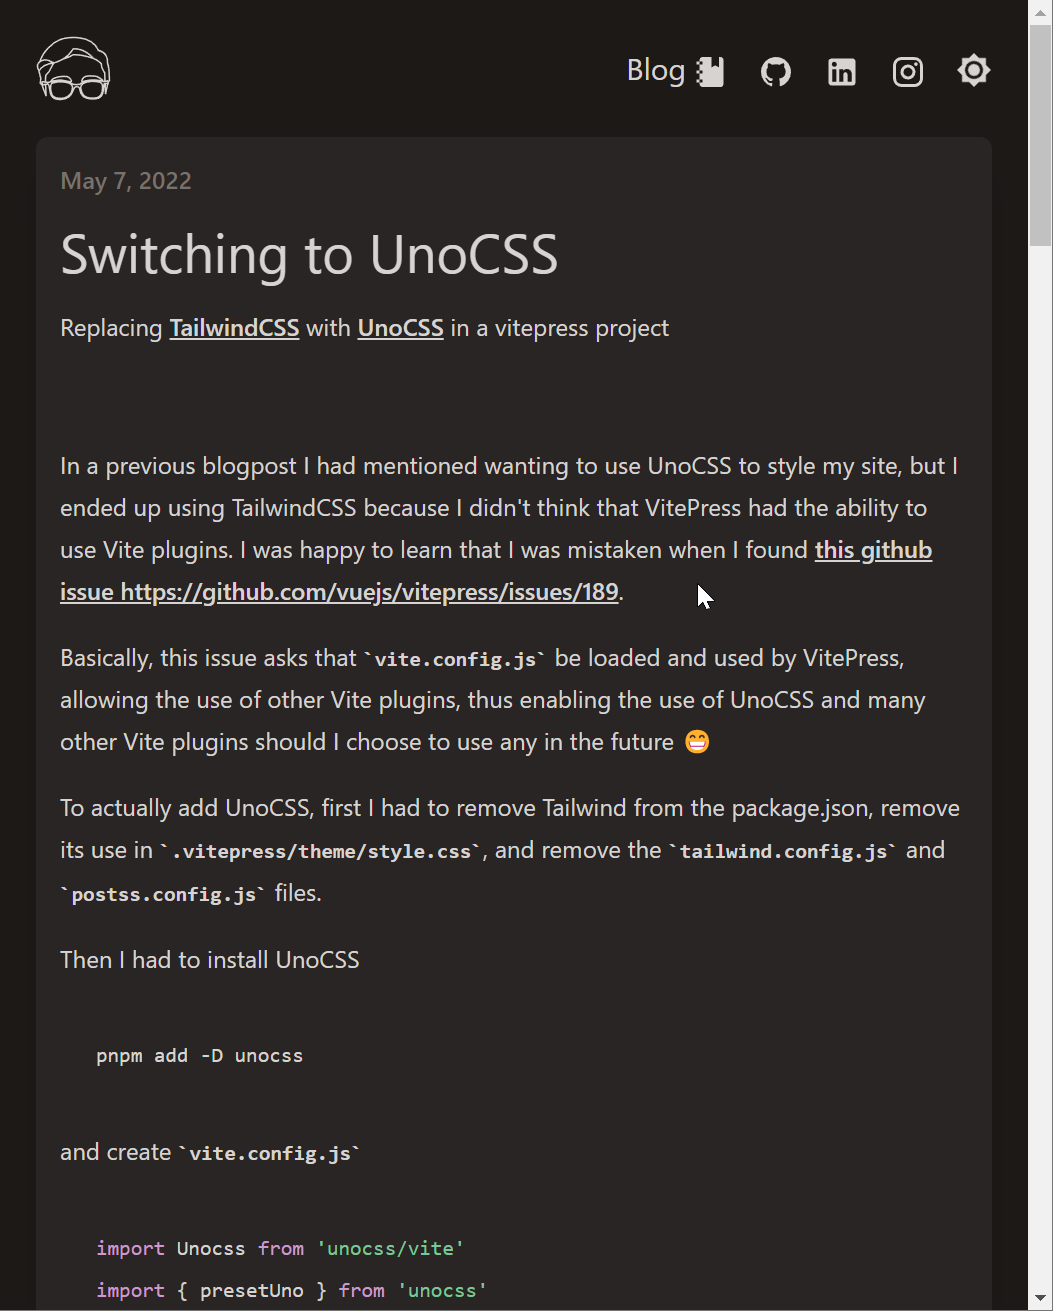 Blog
May 7, 2022
Switching to UnoCSS
Replacing TailwindCSS with UnoCSS in a vitepress project
In a previous blogpost I had mentioned wanting to use UnoCSS to style my site, but I
ended up using TailwindCSS because I didn't think that VitePress had the ability to
use Vite plugins. I was happy to learn that I was mistaken when I found this github
issue https://github.com/vuejs/vitepress/issues/189.
Basically, this issue asks that `vite.config.js` be loaded and used by VitePress,
allowing the use of other Vite plugins, thus enabling the use of UnoCSS and many
other Vite plugins should I choose to use any in the future 😁
To actually add UnoCSS, first I had to remove Tailwind from the package.json, remove
its use in `.vitepress/theme/style.css`, and remove the `tailwind.config.js` and
`postss.config.js` files.
Then I had to install UnoCSS
pnpm add -D unocss
and create `vite.config.js`
import Unocss from 'unocss/vite'
import { presetUno } from 'unocss'